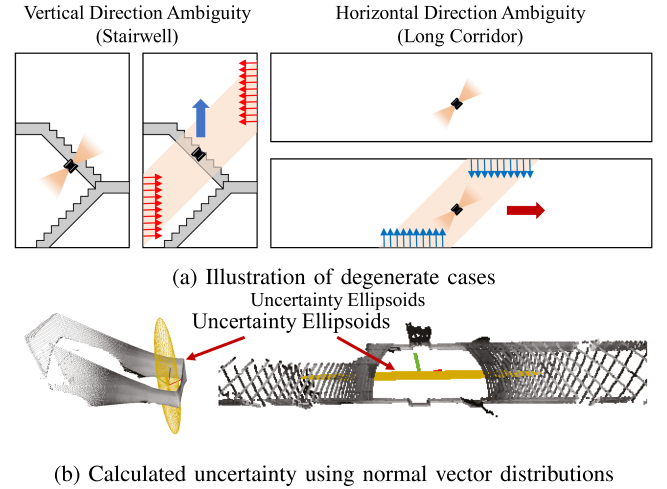 Vertical Direction Ambiguity
(Stairwell)
Horizontal Direction Ambiguity
(Long Corridor)
(a) Illustration of degenerate cases
Uncertainty Ellipsoids
Uncertainty Ellipsoids
(b) Calculated uncertainty using normal vector distributions